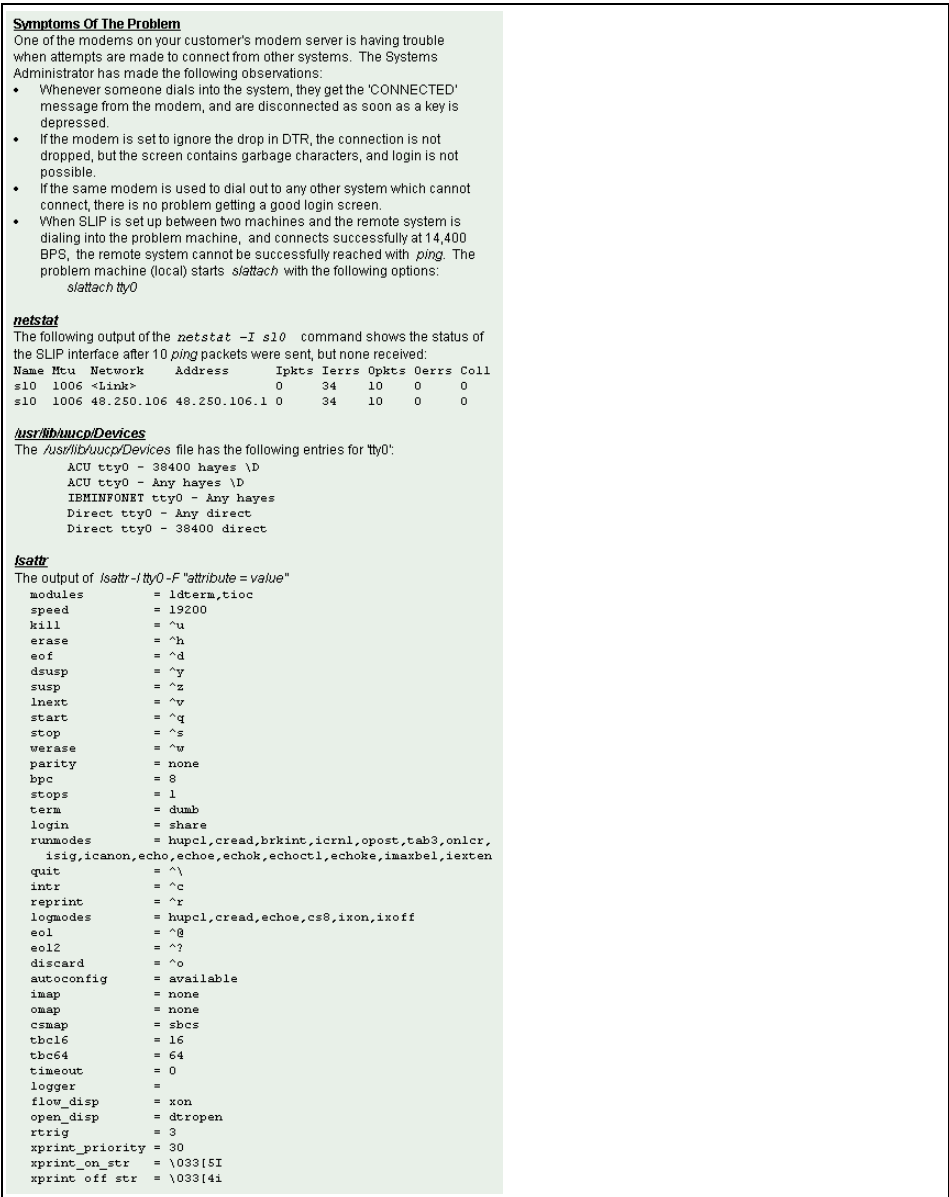 Symptoms Of The Problem
One of the modems on your customer's modem server is having trouble
when attempts are made to connect from other systems. The Systems
Administrator has made the following observations:
• Whenever someone dials into the system, they get the 'CONNECTED'
message from the modem, and are disconnected as soon as a key is
depressed.
• If the modem is set to ignore the drop in DTR, the connection is not
dropped, but the screen contains garbage characters, and login is not
possible.
• If the same modem is used to dial out to any other system which cannot
connect, there is no problem getting a good login screen.
• When SLIP is set up between two machines and the remote system is
dialing into the problem machine, and connects successfully at 14,400
BPS, the remote system cannot be successfully reached with ping. The
problem machine (local) starts slattach with the following options:
slattach tty0
netstat
The following output of the netstat -I sl0 command shows the status of
the SLIP interface after 10 ping packets were sent, but none received:
Name Mtu Network Address Ipkts Ierrs Opkts Oerrs Coll
sl0 1006 <Link> 0 34 10 0 0
sl0 1006 48.250.106 48.250.106.1 0 34 10 0 0
/usr/lib/uucp/Devices
The /usr/lib/uucp/Devices file has the following entries for 'tty0':
ACU tty0 - 38400 hayes \D
ACU tty0 - Any hayes \D
IBMINFONET tty0 - Any hayes
Direct tty0 - Any direct
Direct tty0 - 38400 direct
lsattr
The output of lsattr -l tty0 -F "attribute = value"
modules = ldterm,tioc
speed = 19200
kill = ^u
erase = ^h
eof = ^d
dsusp = ^y
susp = ^z
lnext = ^v
start = ^q
stop = ^s
werase = ^w
parity = none
bpc = 8
stops = 1
term = dumb
login = share
runmodes = hupcl,cread,brkint,icrnl,opost,tab3,onlcr,
isig,icanon,echo,echoe,echok,echoctl,echoke,imaxbel,iexten
quit = ^\
intr = ^c
reprint = ^r
logmodes = hupcl,cread,echoe,cs8,ixon,ixoff
eol = ^@
eol2 = ^?
discard = ^o
autoconfig = available
imap = none
omap = none
csmap = sbcs
tbc16 = 16
tbc64 = 64
timeout = 0
logger =
flow_disp = xon
open_disp = dtropen
rtrig = 3
xprint_priority = 30
xprint_on_str = \033[5I
xprint off str = \033[4i